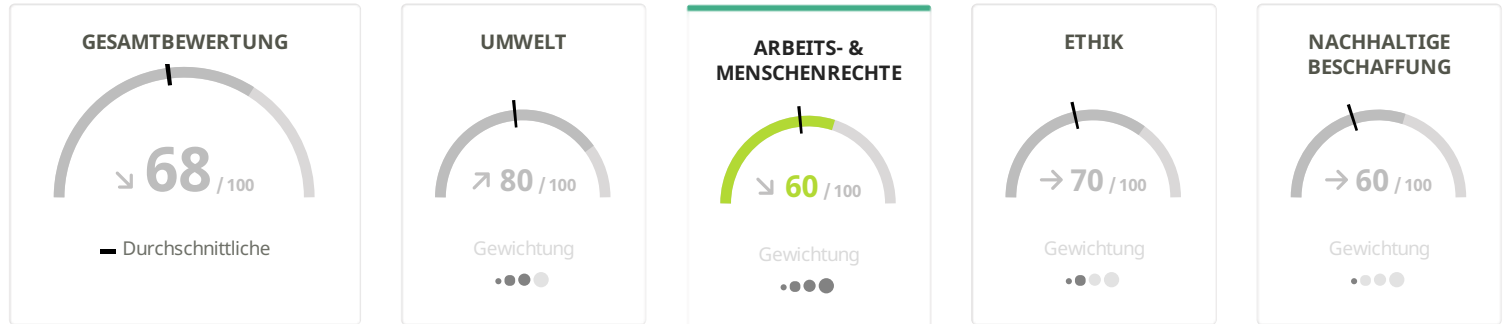 GESAMTBEWERTUNG
68 / 100
Durchschnittliche
UMWELT
80 / 100
Gewichtung
ARBEITS- &
MENSCHENRECHTE
60 / 100
Gewichtung
ETHIK
70 / 100
Gewichtung
NACHHALTIGE
BESCHAFFUNG
60 / 100
Gewichtung